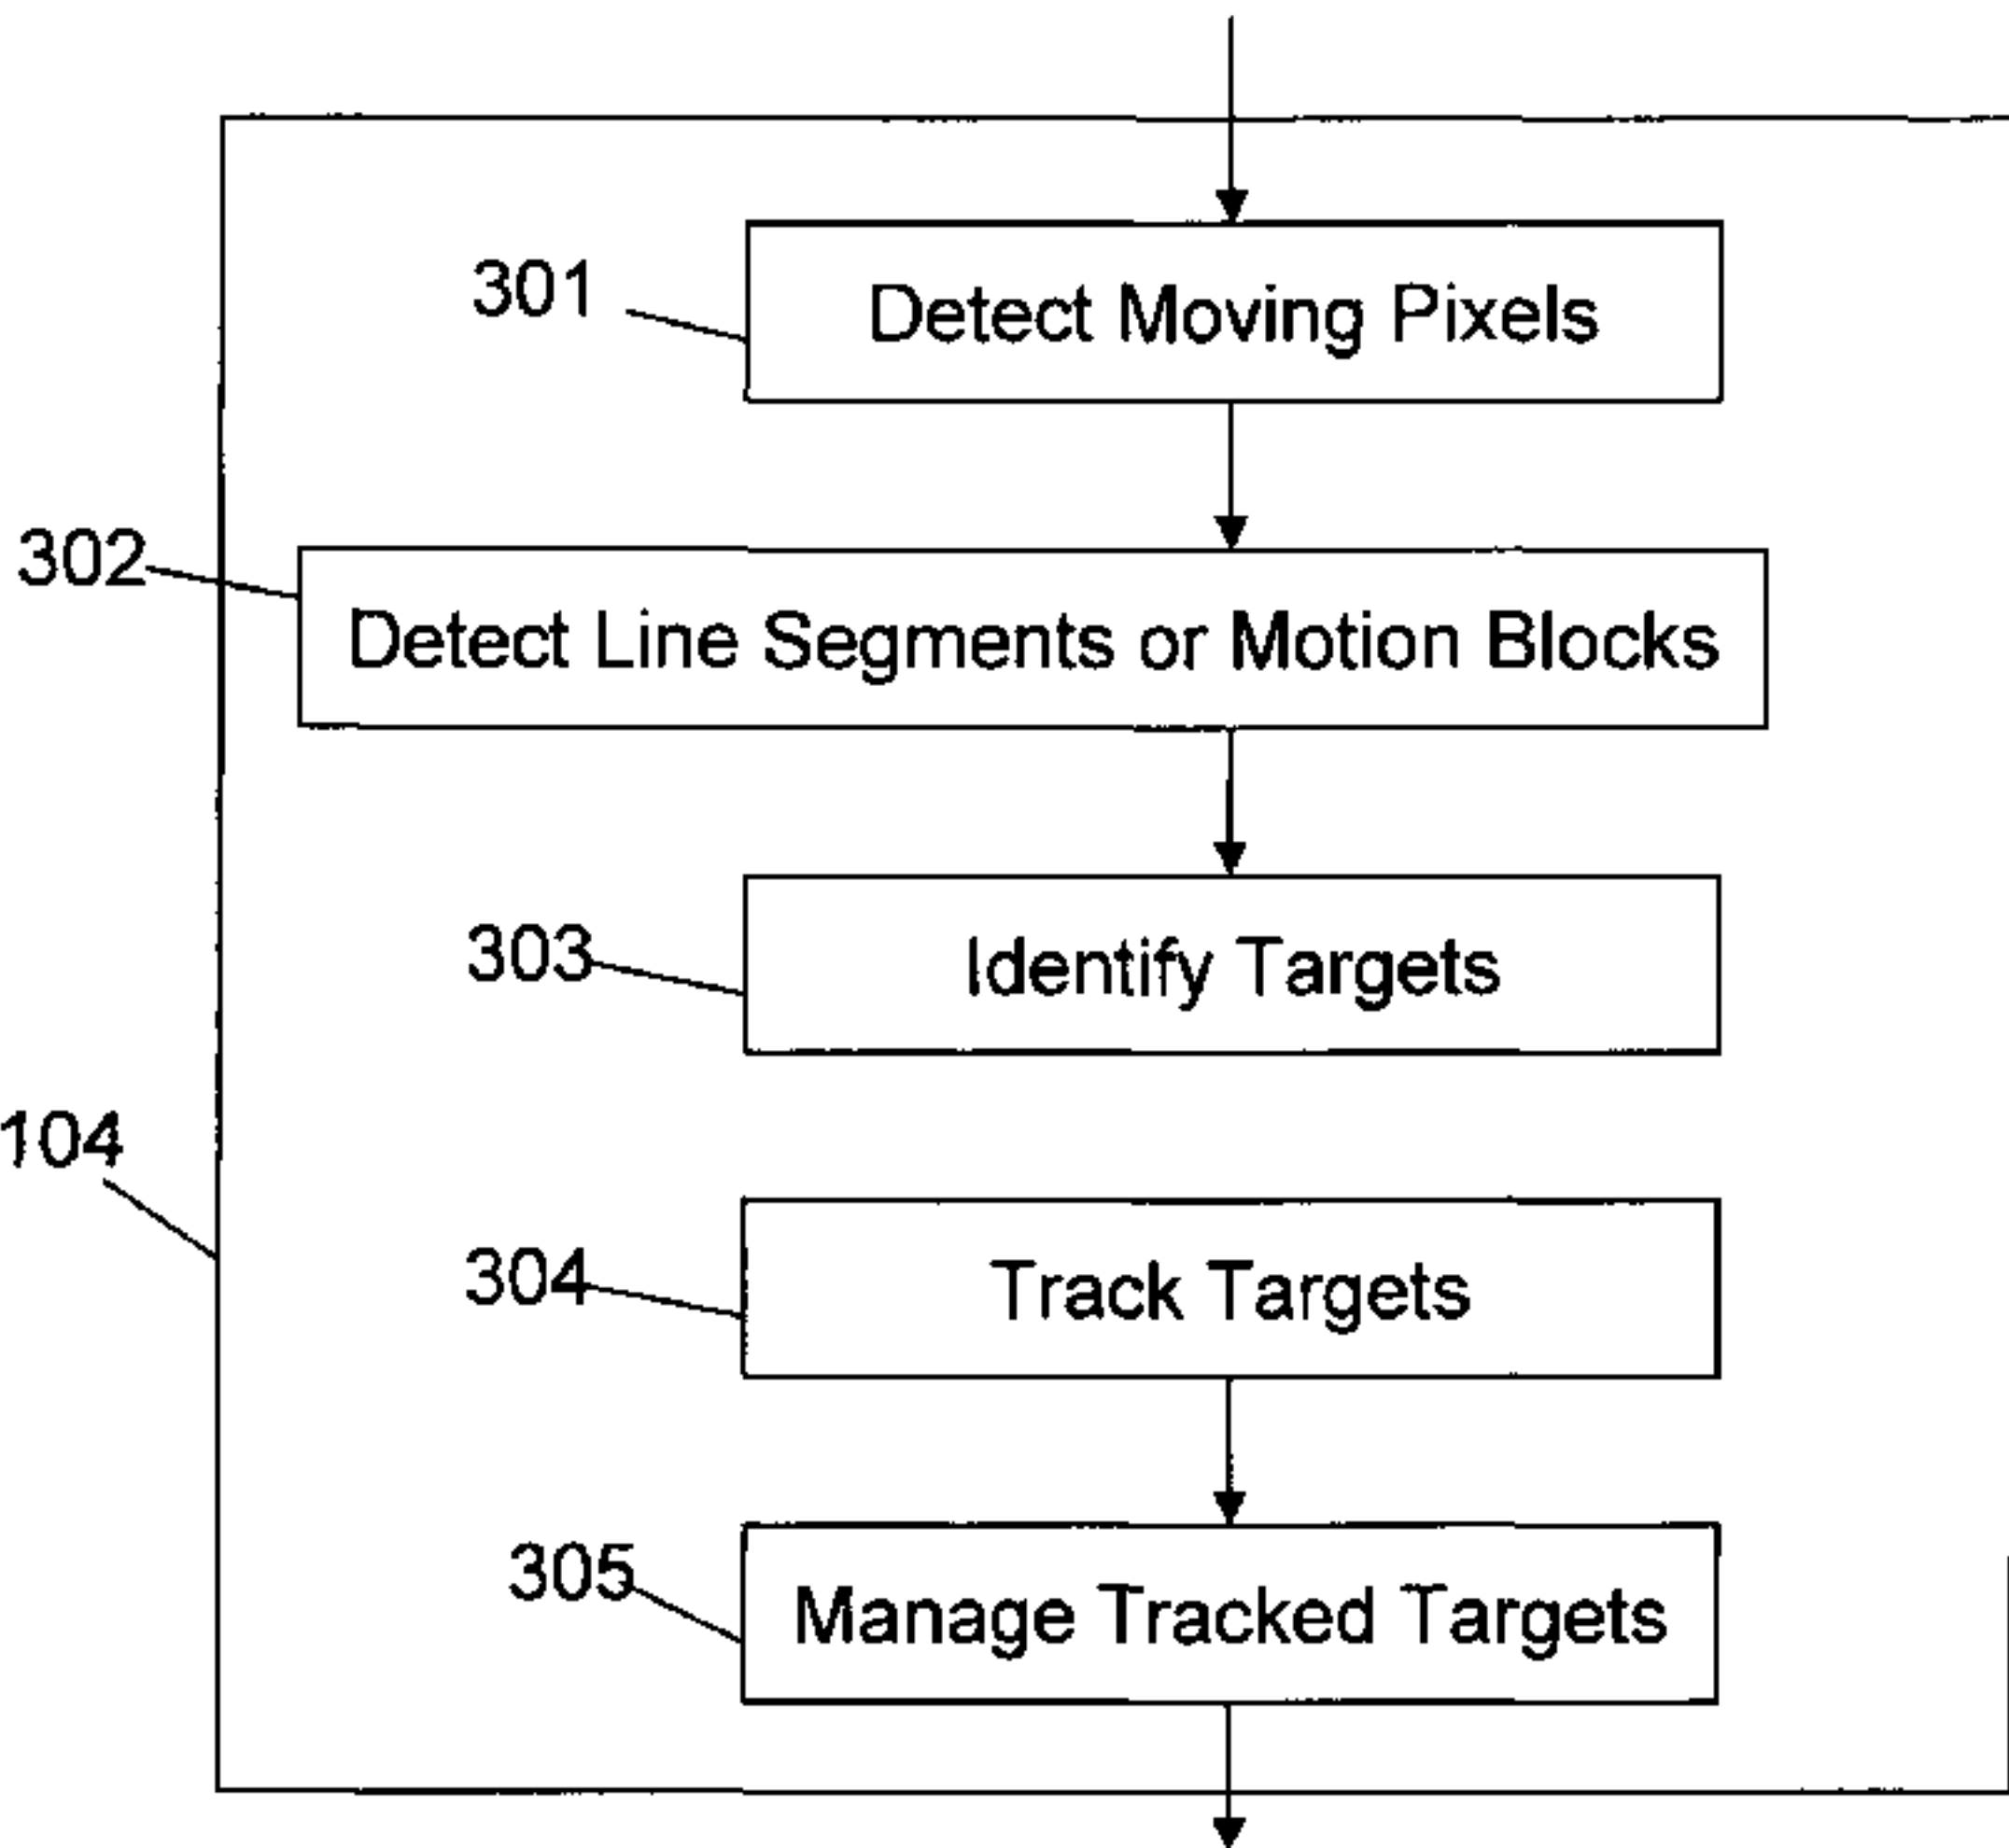 301
Detect Moving Pixels
302
Detect Line Segments or Motion Blocks
303
Identify Targets
104
304
Track Targets
305
Manage Tracked Targets